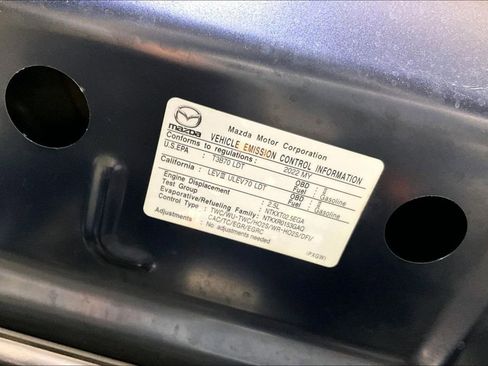 mazda
Mazda Motor Corporation
VEHICLE EMISSION CONTROL INFORMATION
Conforms to regulations: 2022 MY
U.S.EPA : T3B70 LDT OBD : II
Fuel : Gasoline
California : LEVIII ULEV70 LDT OBD : II
Fuel : Gasoline
Engine Displacement : 2.5L
Test Group : NTKXT02.5EGA
Evaporative/Refueling Family : NTKXR0153GAQ
Control Type : TWC/WU-TWC/HO2S/WR-HO2S/DFI/
CAC/TC/EGR/EGRC
Adjustments : No adjustments needed